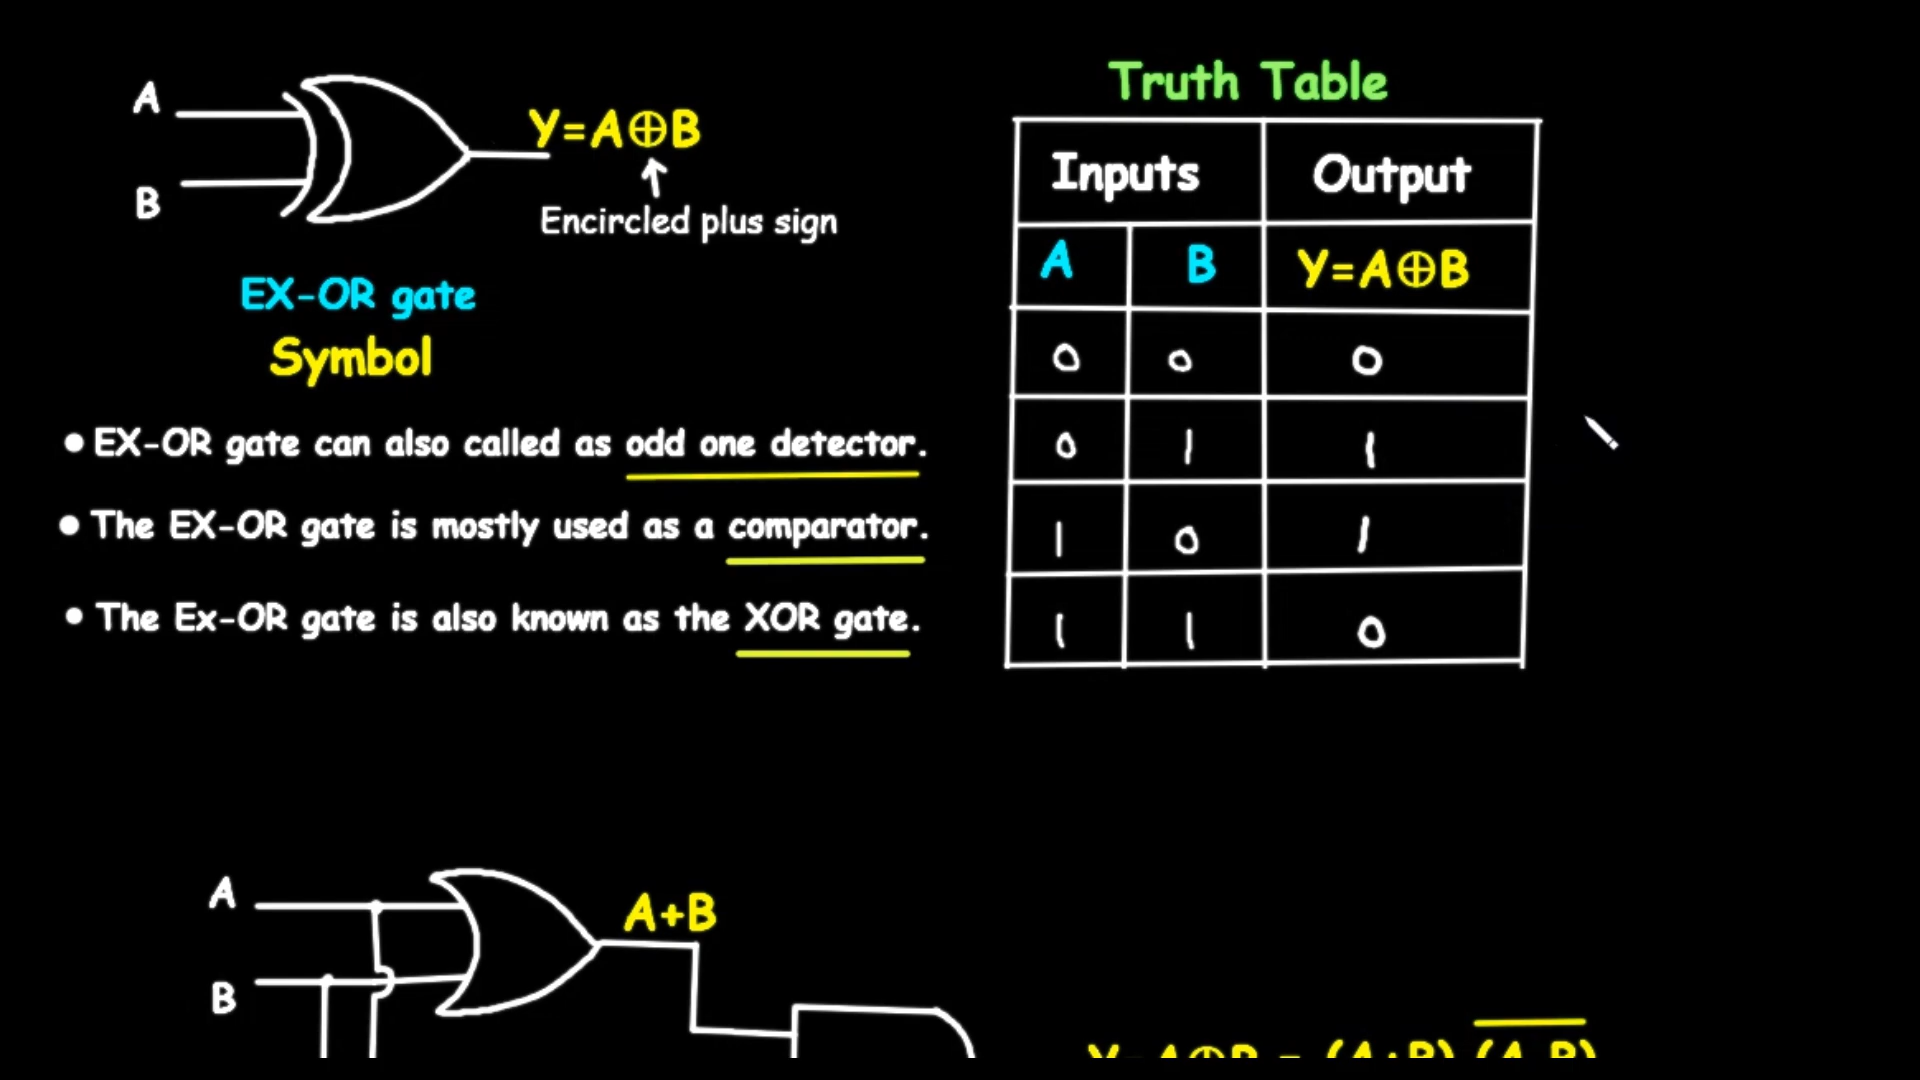 A
B
Y=A⊕B
Encircled plus sign
EX-OR gate
Symbol
● EX-OR gate can also called as odd one detector.
● The EX-OR gate is mostly used as a comparator.
● The Ex-OR gate is also known as the XOR gate.
Truth Table
Inputs Output
A B Y=A⊕B
0 0 0
0 1 1
1 0 1
1 1 0
A
B
A+B